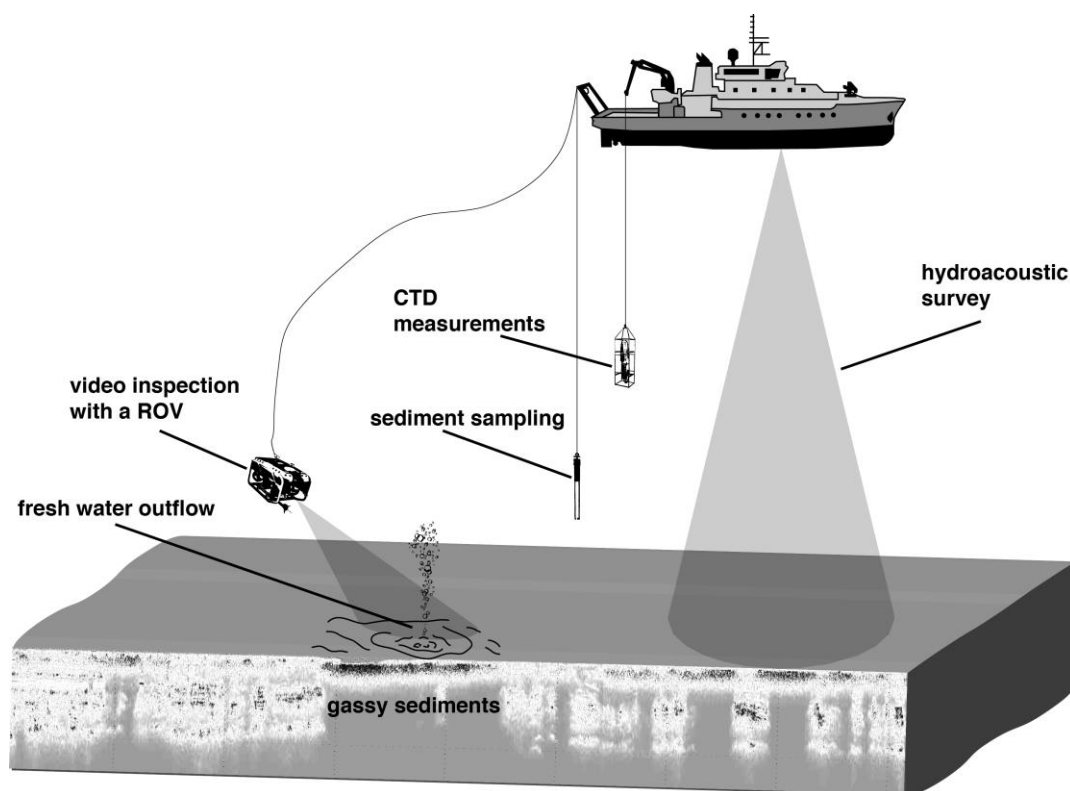 hydroacoustic
survey
CTD
measurements
video inspection
with a ROV
sediment sampling
fresh water outflow
gassy sediments